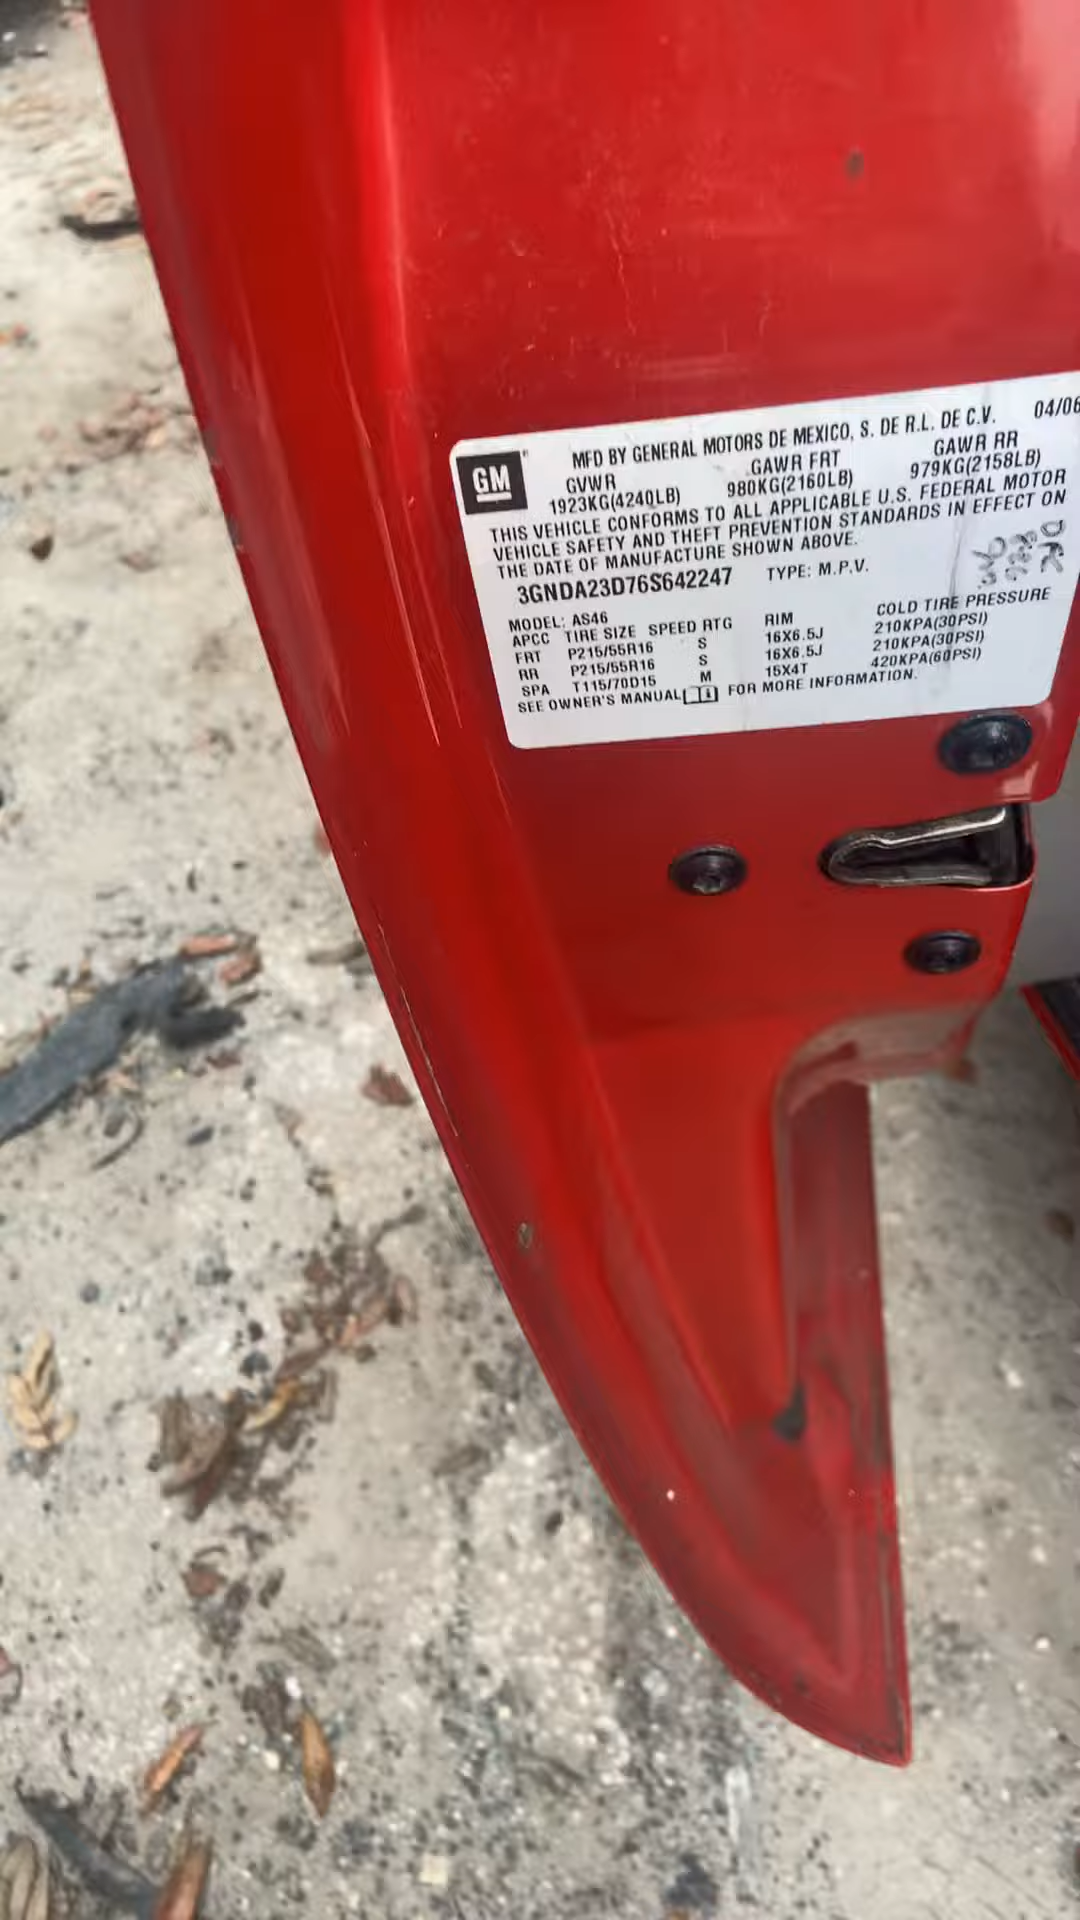 GM
MFD BY GENERAL MOTORS DE MEXICO, S. DE R.L. DE C.V. 04/06
GVWR GAWR FRT GAWR RR
1923KG(4240LB) 980KG(2160LB) 979KG(2158LB)
THIS VEHICLE CONFORMS TO ALL APPLICABLE U.S. FEDERAL MOTOR
VEHICLE SAFETY AND THEFT PREVENTION STANDARDS IN EFFECT ON
THE DATE OF MANUFACTURE SHOWN ABOVE.
3GNDA23D76S642247 TYPE: M.P.V.
MODEL: AS46
APCC TIRE SIZE SPEED RTG RIM COLD TIRE PRESSURE
FRT P215/55R16 S 16X6.5J 210KPA(30PSI)
RR P215/55R16 S 16X6.5J 210KPA(30PSI)
SPA T115/70D15 M 15X4T 420KPA(60PSI)
SEE OWNER'S MANUAL FOR MORE INFORMATION.